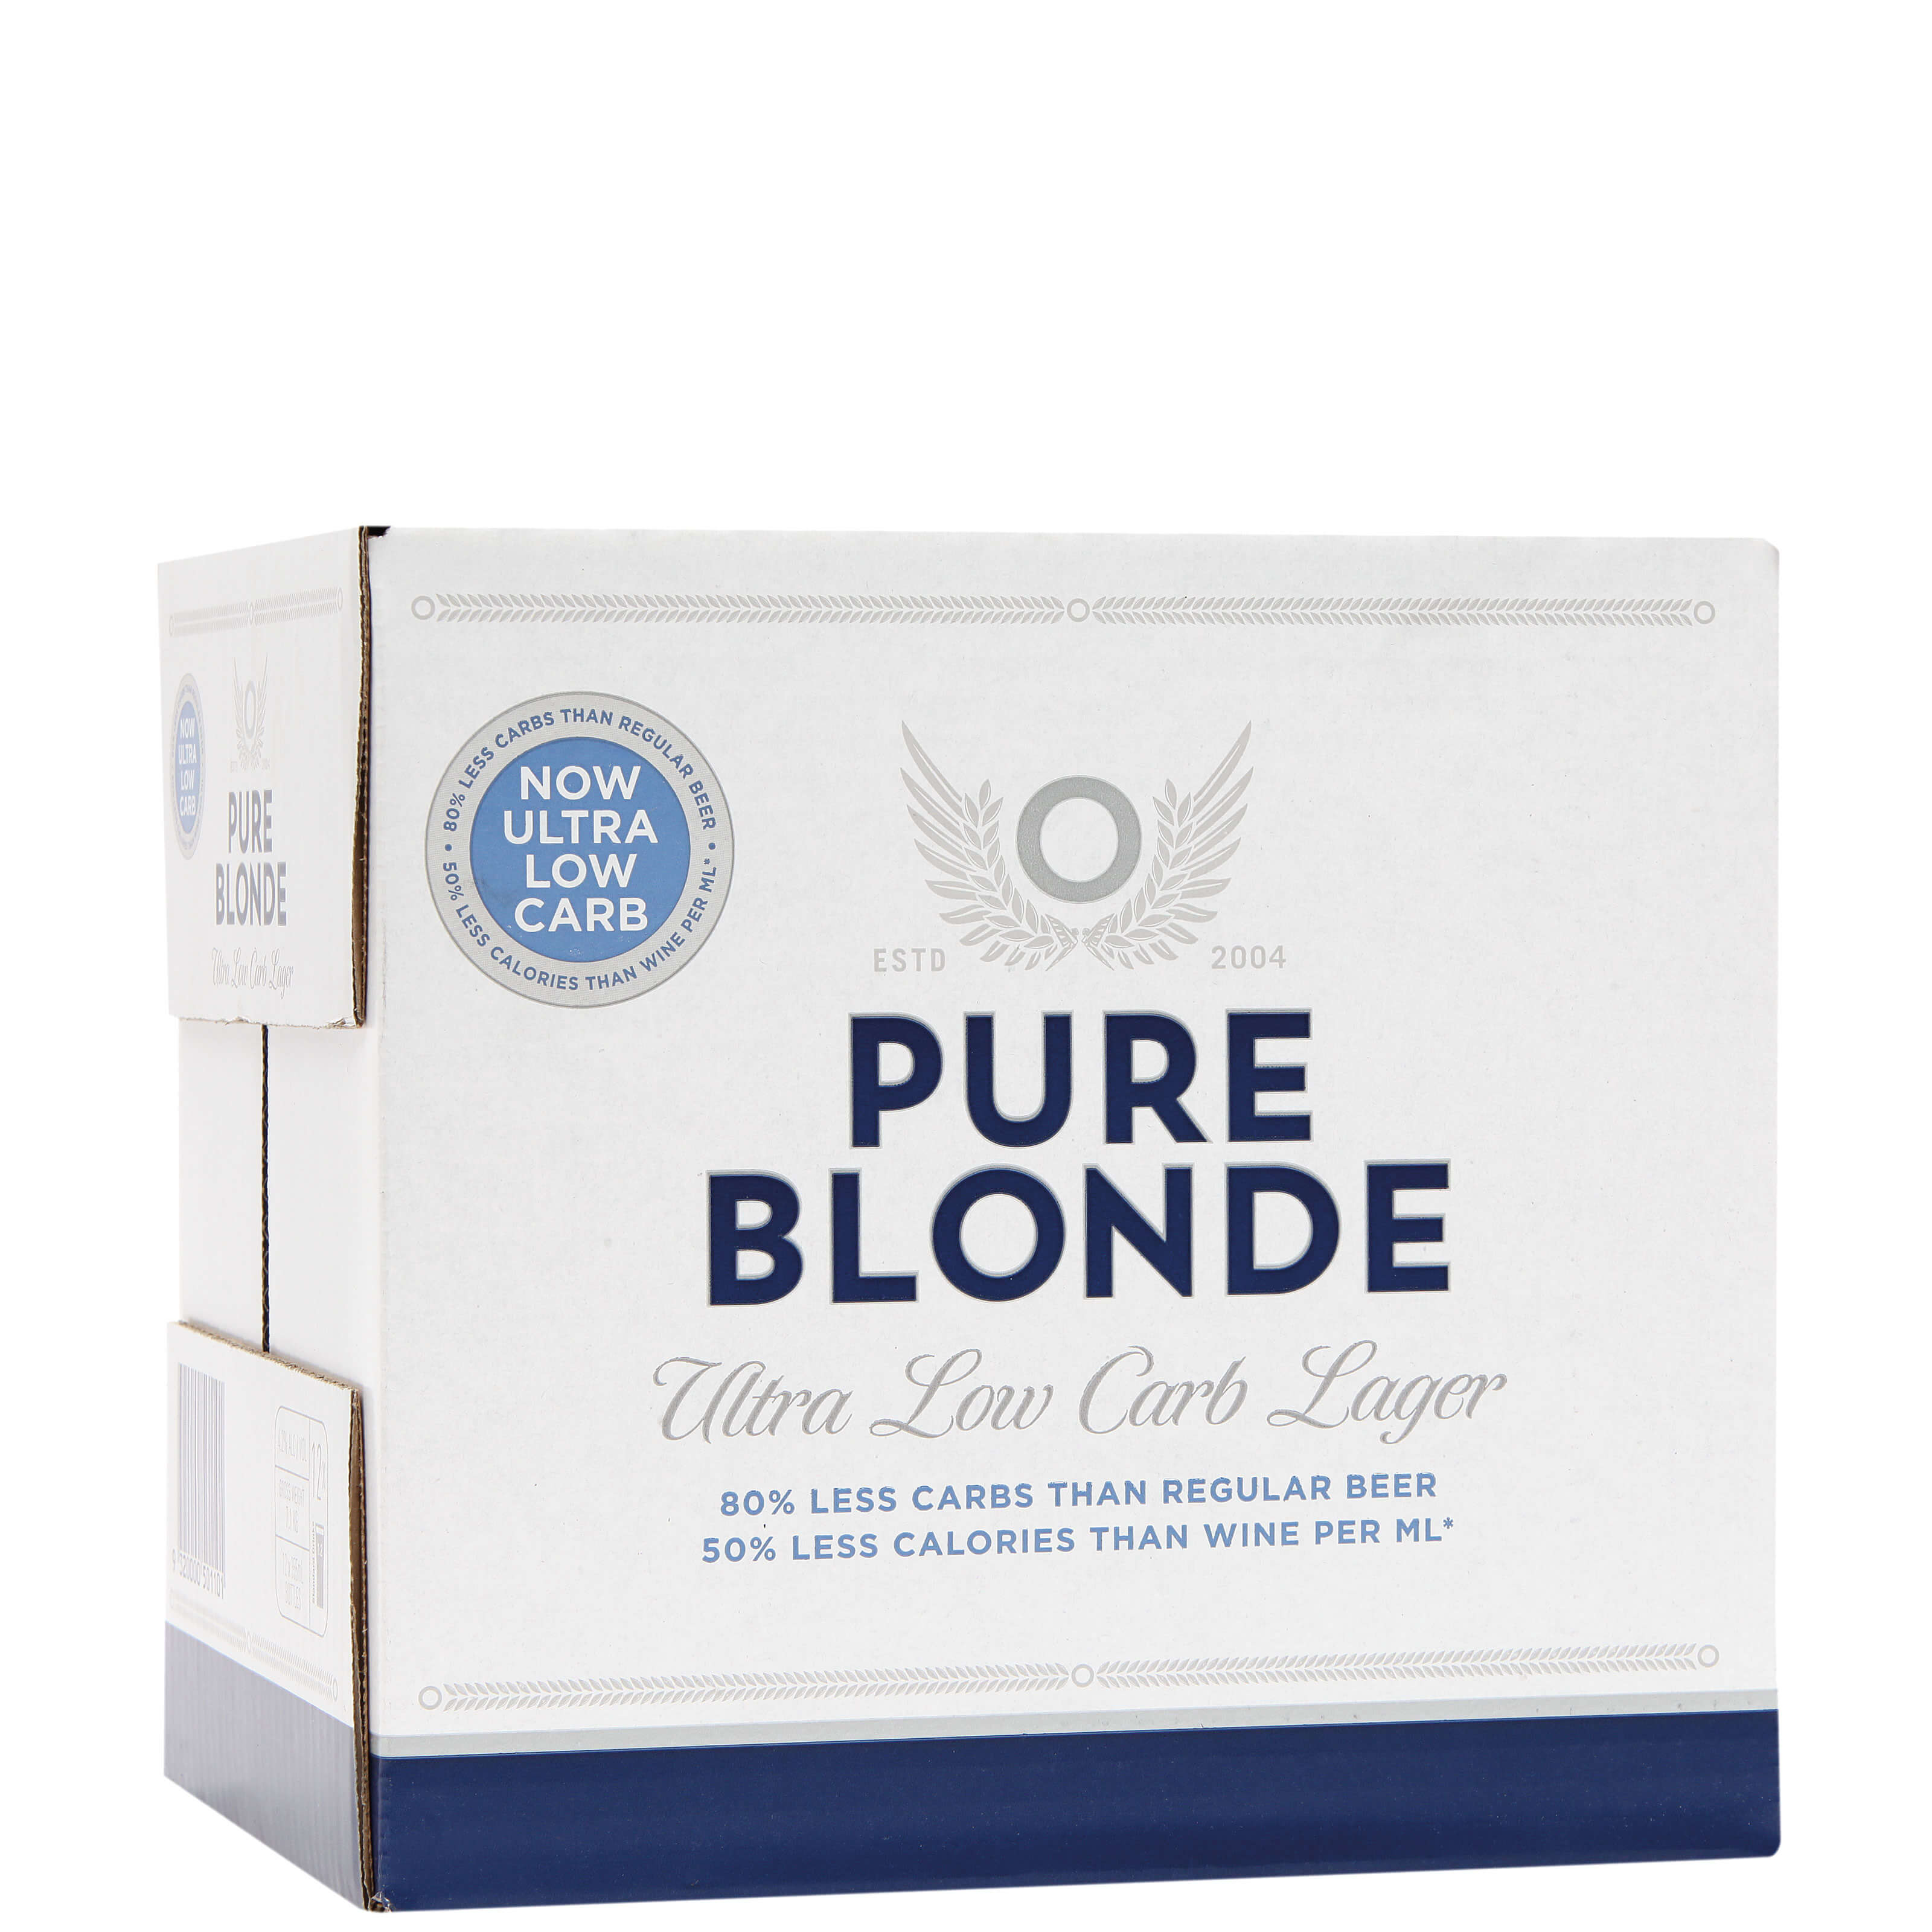 80% LESS CARBS THAN REGULAR BEER •
50% LESS CALORIES THAN WINE PER ML* •
NOW
ULTRA
LOW
CARB
ESTD 2004
PURE
BLONDE
Ultra Low Carb Lager
80% LESS CARBS THAN REGULAR BEER
50% LESS CALORIES THAN WINE PER ML*
NOW
ULTRA
LOW
CARB
PURE
BLONDE
Ultra Low Carb Lager
12x